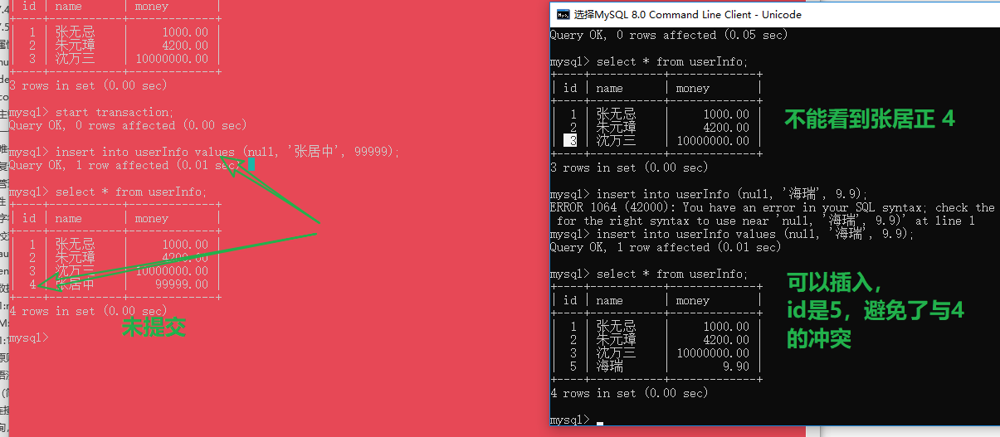 | id | name | money |
+----+-----------+-------------+
| 1 | 张无忌 | 1000.00 |
| 2 | 朱元璋 | 4200.00 |
| 3 | 沈万三 | 10000000.00 |
+----+-----------+-------------+
3 rows in set (0.00 sec)
mysql> start transaction;
Query OK, 0 rows affected (0.00 sec)
mysql> insert into userInfo values (null, '张居中', 99999);
Query OK, 1 row affected (0.01 sec)
mysql> select * from userInfo;
+----+-----------+-------------+
| id | name | money |
+----+-----------+-------------+
| 1 | 张无忌 | 1000.00 |
| 2 | 朱元璋 | 4200.00 |
| 3 | 沈万三 | 10000000.00 |
| 4 | 张居中 | 99999.00 |
+----+-----------+-------------+
4 rows in set (0.00 sec)
未提交
mysql>
选择MySQL 8.0 Command Line Client - Unicode
Query OK, 0 rows affected (0.05 sec)
mysql> select * from userInfo;
+----+-----------+-------------+
| id | name | money |
+----+-----------+-------------+
| 1 | 张无忌 | 1000.00 |
| 2 | 朱元璋 | 4200.00 |
| 3 | 沈万三 | 10000000.00 |
+----+-----------+-------------+
3 rows in set (0.00 sec)
不能看到张居正 4
mysql> insert into userInfo (null, '海瑞', 9.9);
ERROR 1064 (42000): You have an error in your SQL syntax; check the
for the right syntax to use near 'null, '海瑞', 9.9)' at line 1
mysql> insert into userInfo values (null, '海瑞', 9.9);
Query OK, 1 row affected (0.01 sec)
mysql> select * from userInfo;
+----+-----------+-------------+
| id | name | money |
+----+-----------+-------------+
| 1 | 张无忌 | 1000.00 |
| 2 | 朱元璋 | 4200.00 |
| 3 | 沈万三 | 10000000.00 |
| 5 | 海瑞 | 9.90 |
+----+-----------+-------------+
4 rows in set (0.00 sec)
mysql>
可以插入，
id是5，避免了与4
的冲突